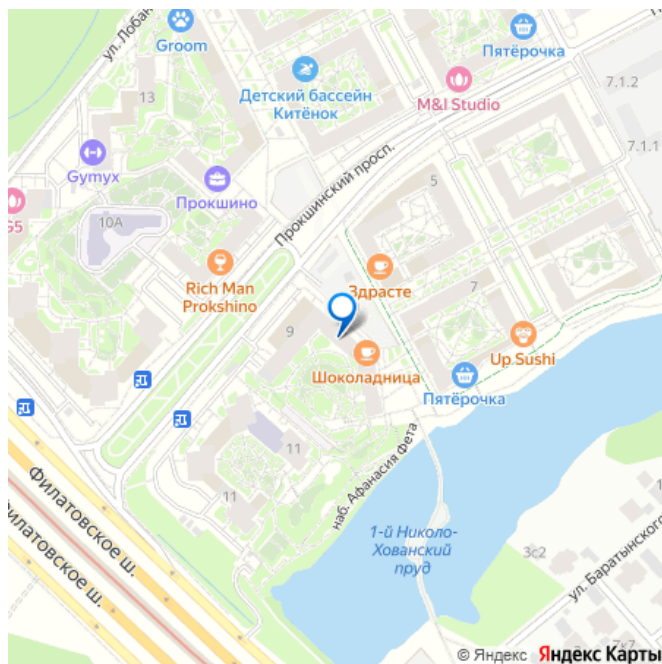 ул. Лобан
Groom
Пятёрочка
Детский бассейн
Китёнок
M&I Studio
7.1.2
13
7.1.1
Gymyx
Прокшинский просп.
5
Прокшино
G5
10А
Rich Man
Prokshino
Здрасте
7
9
Up Sushi
Шоколадница
Пятёрочка
11
11
наб. Афанасия Фета
Филатовское ш.
Филатовское ш.
1-й Николо-
Хованский
пруд
3с2
ул. Баратынского
7к7
© Яндекс Яндекс Карты